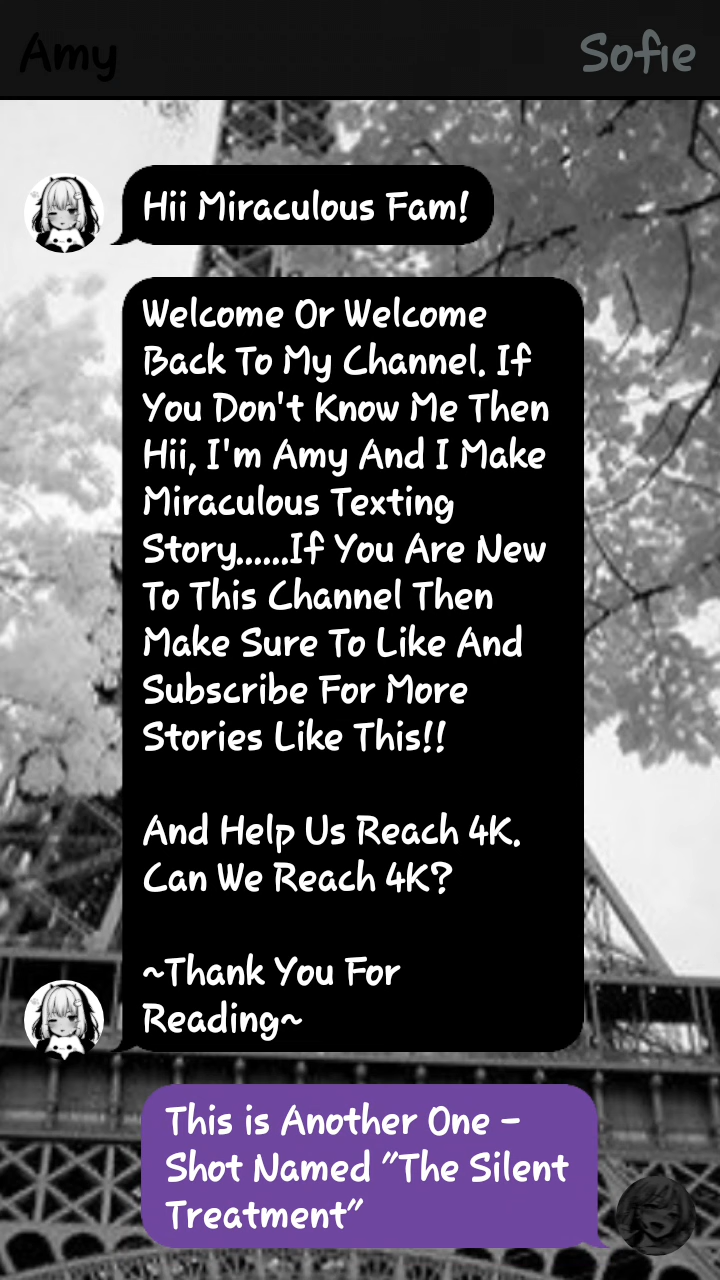 Amy
Sofie
Hii Miraculous Fam!
Welcome Or Welcome
Back To My Channel. If
You Don't Know Me Then
Hii, I'm Amy And I Make
Miraculous Texting
Story......If You Are New
To This Channel Then
Make Sure To Like And
Subscribe For More
Stories Like This!!
And Help Us Reach 4K.
Can We Reach 4K?
~Thank You For
Reading~
This is Another One -
Shot Named "The Silent
Treatment"